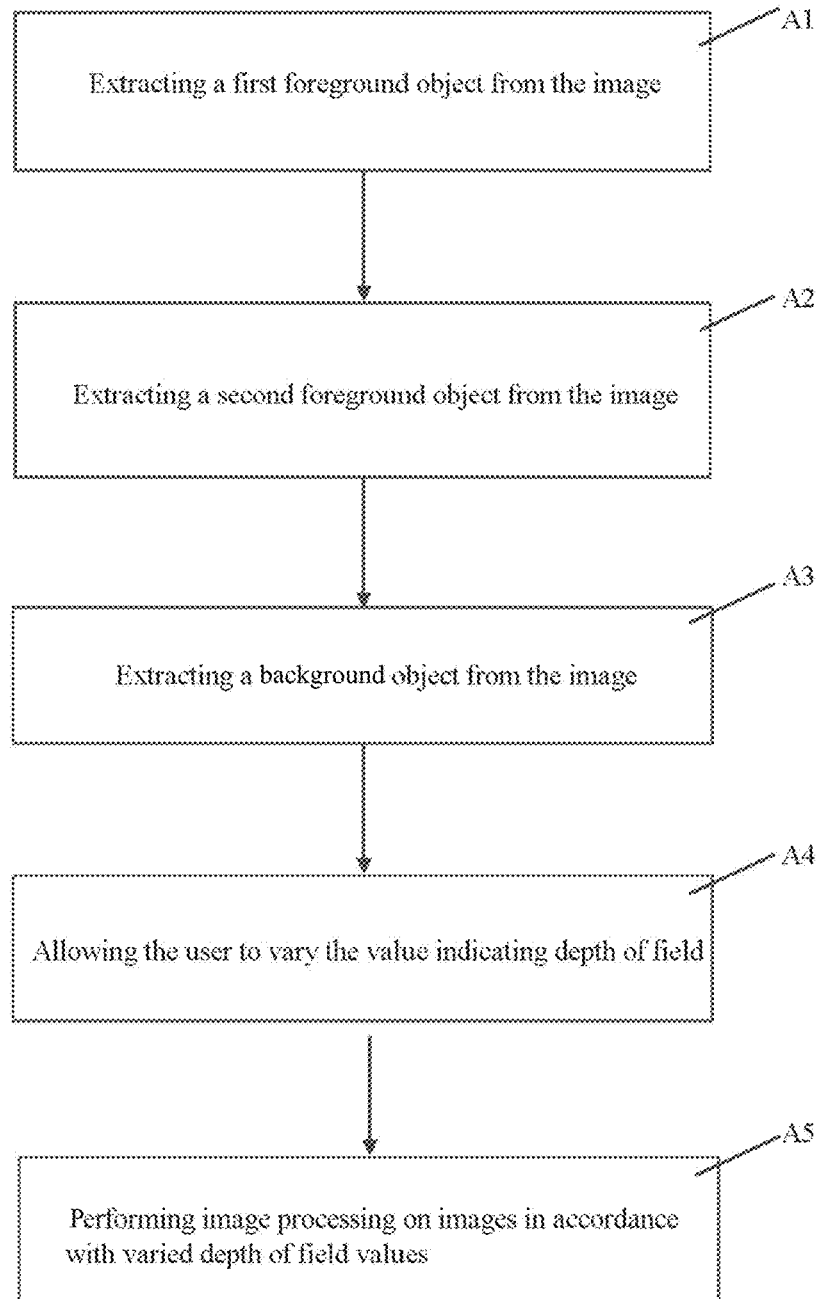 A1
Extracting a first foreground object from the image
A2
Extracting a second foreground object from the image
A3
Extracting a background object from the image
A4
Allowing the user to vary the value indicating depth of field
A5
Performing image processing on images in accordance
with varied depth of field values